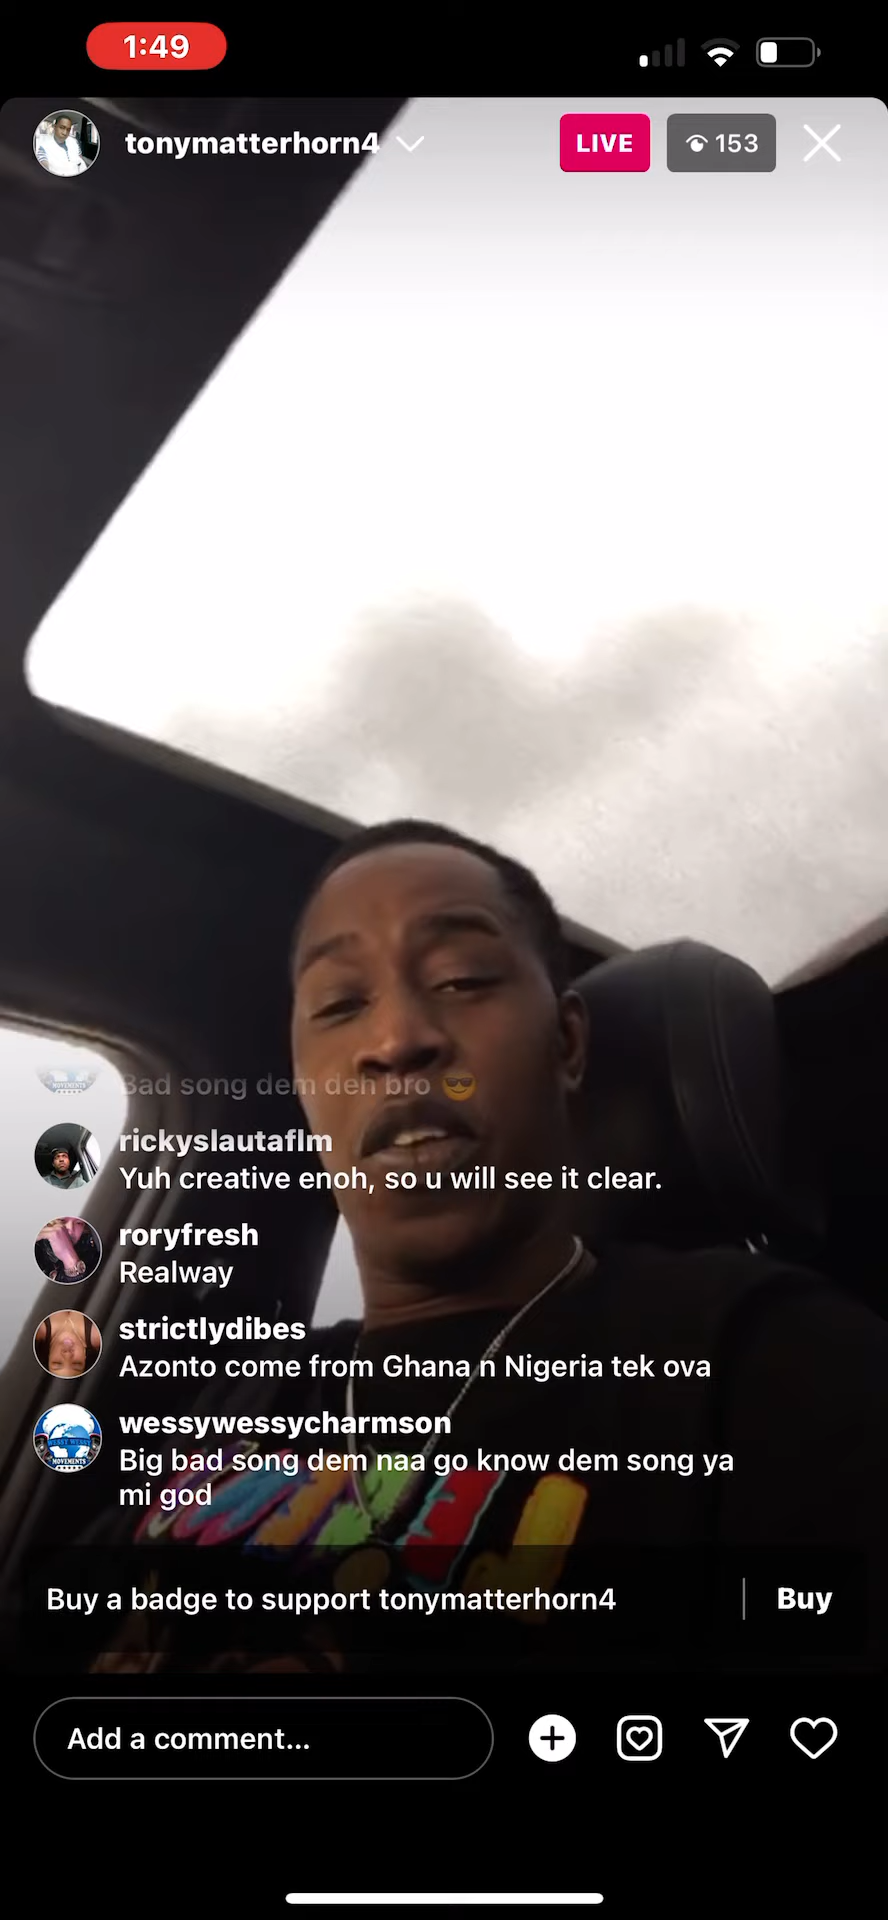 1:49
tonymatterhorn4
LIVE
153
Bad song dem deh bro 😎
rickyslautaflm
Yuh creative enoh, so u will see it clear.
roryfresh
Realway
strictlydibes
Azonto come from Ghana n Nigeria tek ova
wessywessycharmson
Big bad song dem naa go know dem song ya
mi god
Buy a badge to support tonymatterhorn4
Buy
Add a comment...